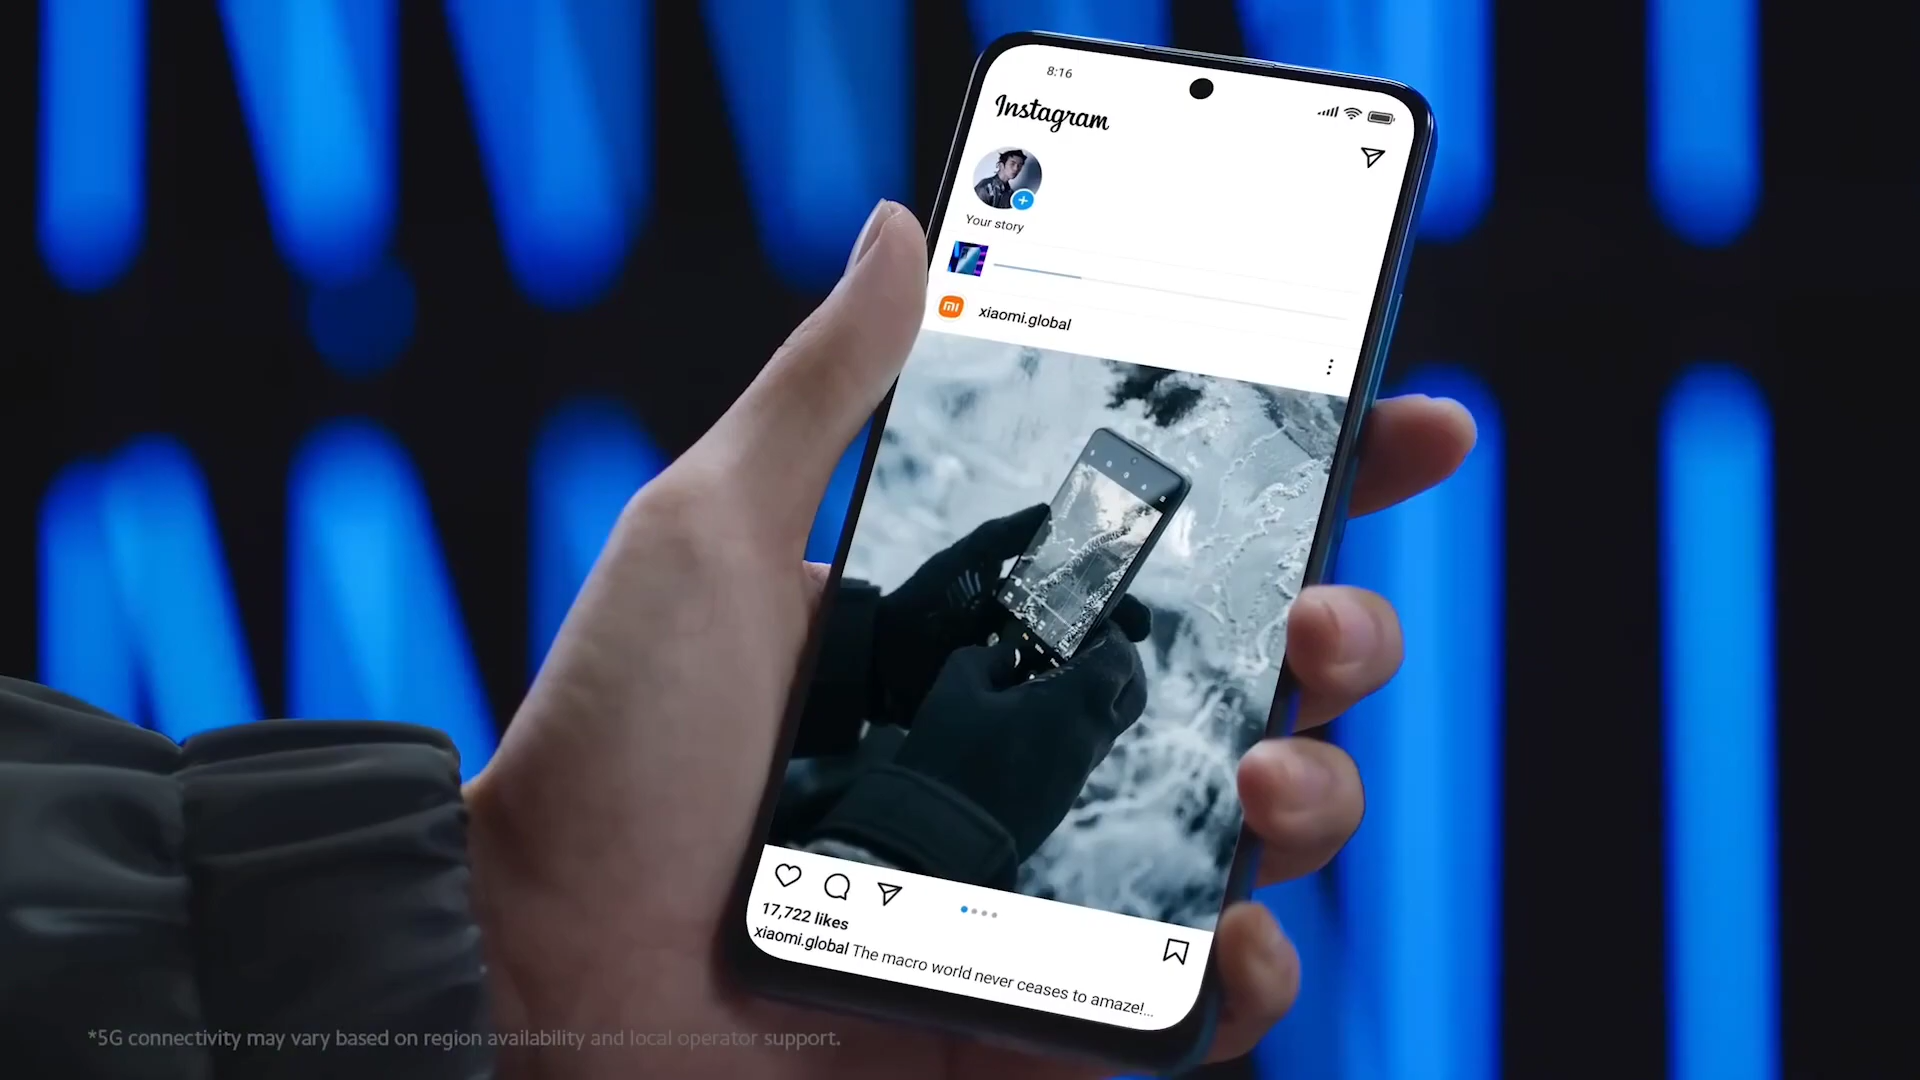 8:16
Instagram
Your story
xiaomi.global
17,722 likes
xiaomi.global The macro world never ceases to amaze!...
*5G connectivity may vary based on region availability and local operator support.